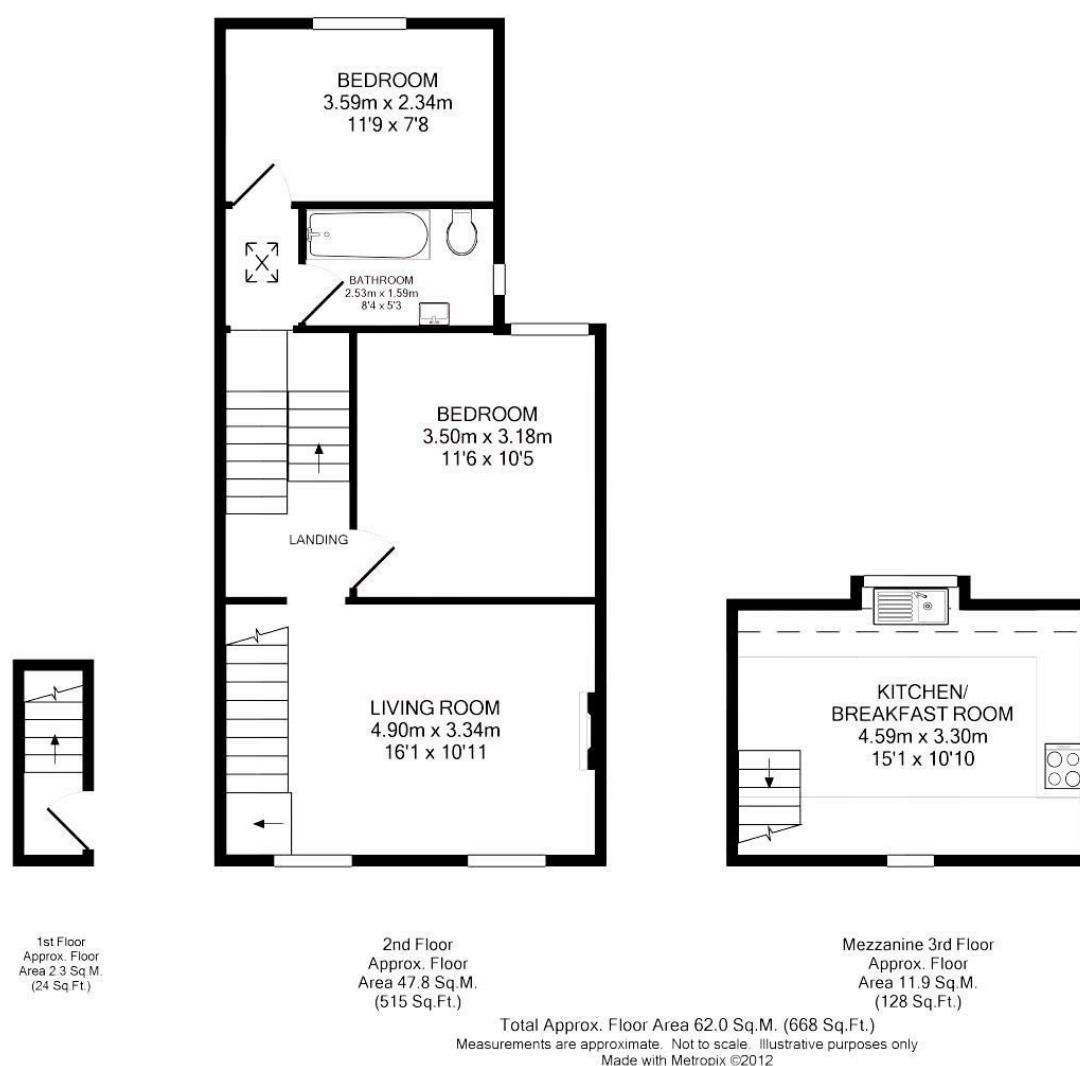 BEDROOM
3.59m x 2.34m
11'9 x 7'8
BATHROOM
2.53m x 1.59m
8'4 x 5'3
BEDROOM
3.50m x 3.18m
11'6 x 10'5
LANDING
LIVING ROOM
4.90m x 3.34m
16'1 x 10'11
KITCHEN/
BREAKFAST ROOM
4.59m x 3.30m
15'1 x 10'10
1st Floor
Approx. Floor
Area 2.3 Sq.M.
(24 Sq.Ft.)
2nd Floor
Approx. Floor
Area 47.8 Sq.M.
(515 Sq.Ft.)
Mezzanine 3rd Floor
Approx. Floor
Area 11.9 Sq.M.
(128 Sq.Ft.)
Total Approx. Floor Area 62.0 Sq.M. (668 Sq.Ft.)
Measurements are approximate. Not to scale. Illustrative purposes only
Made with Metropix ©2012